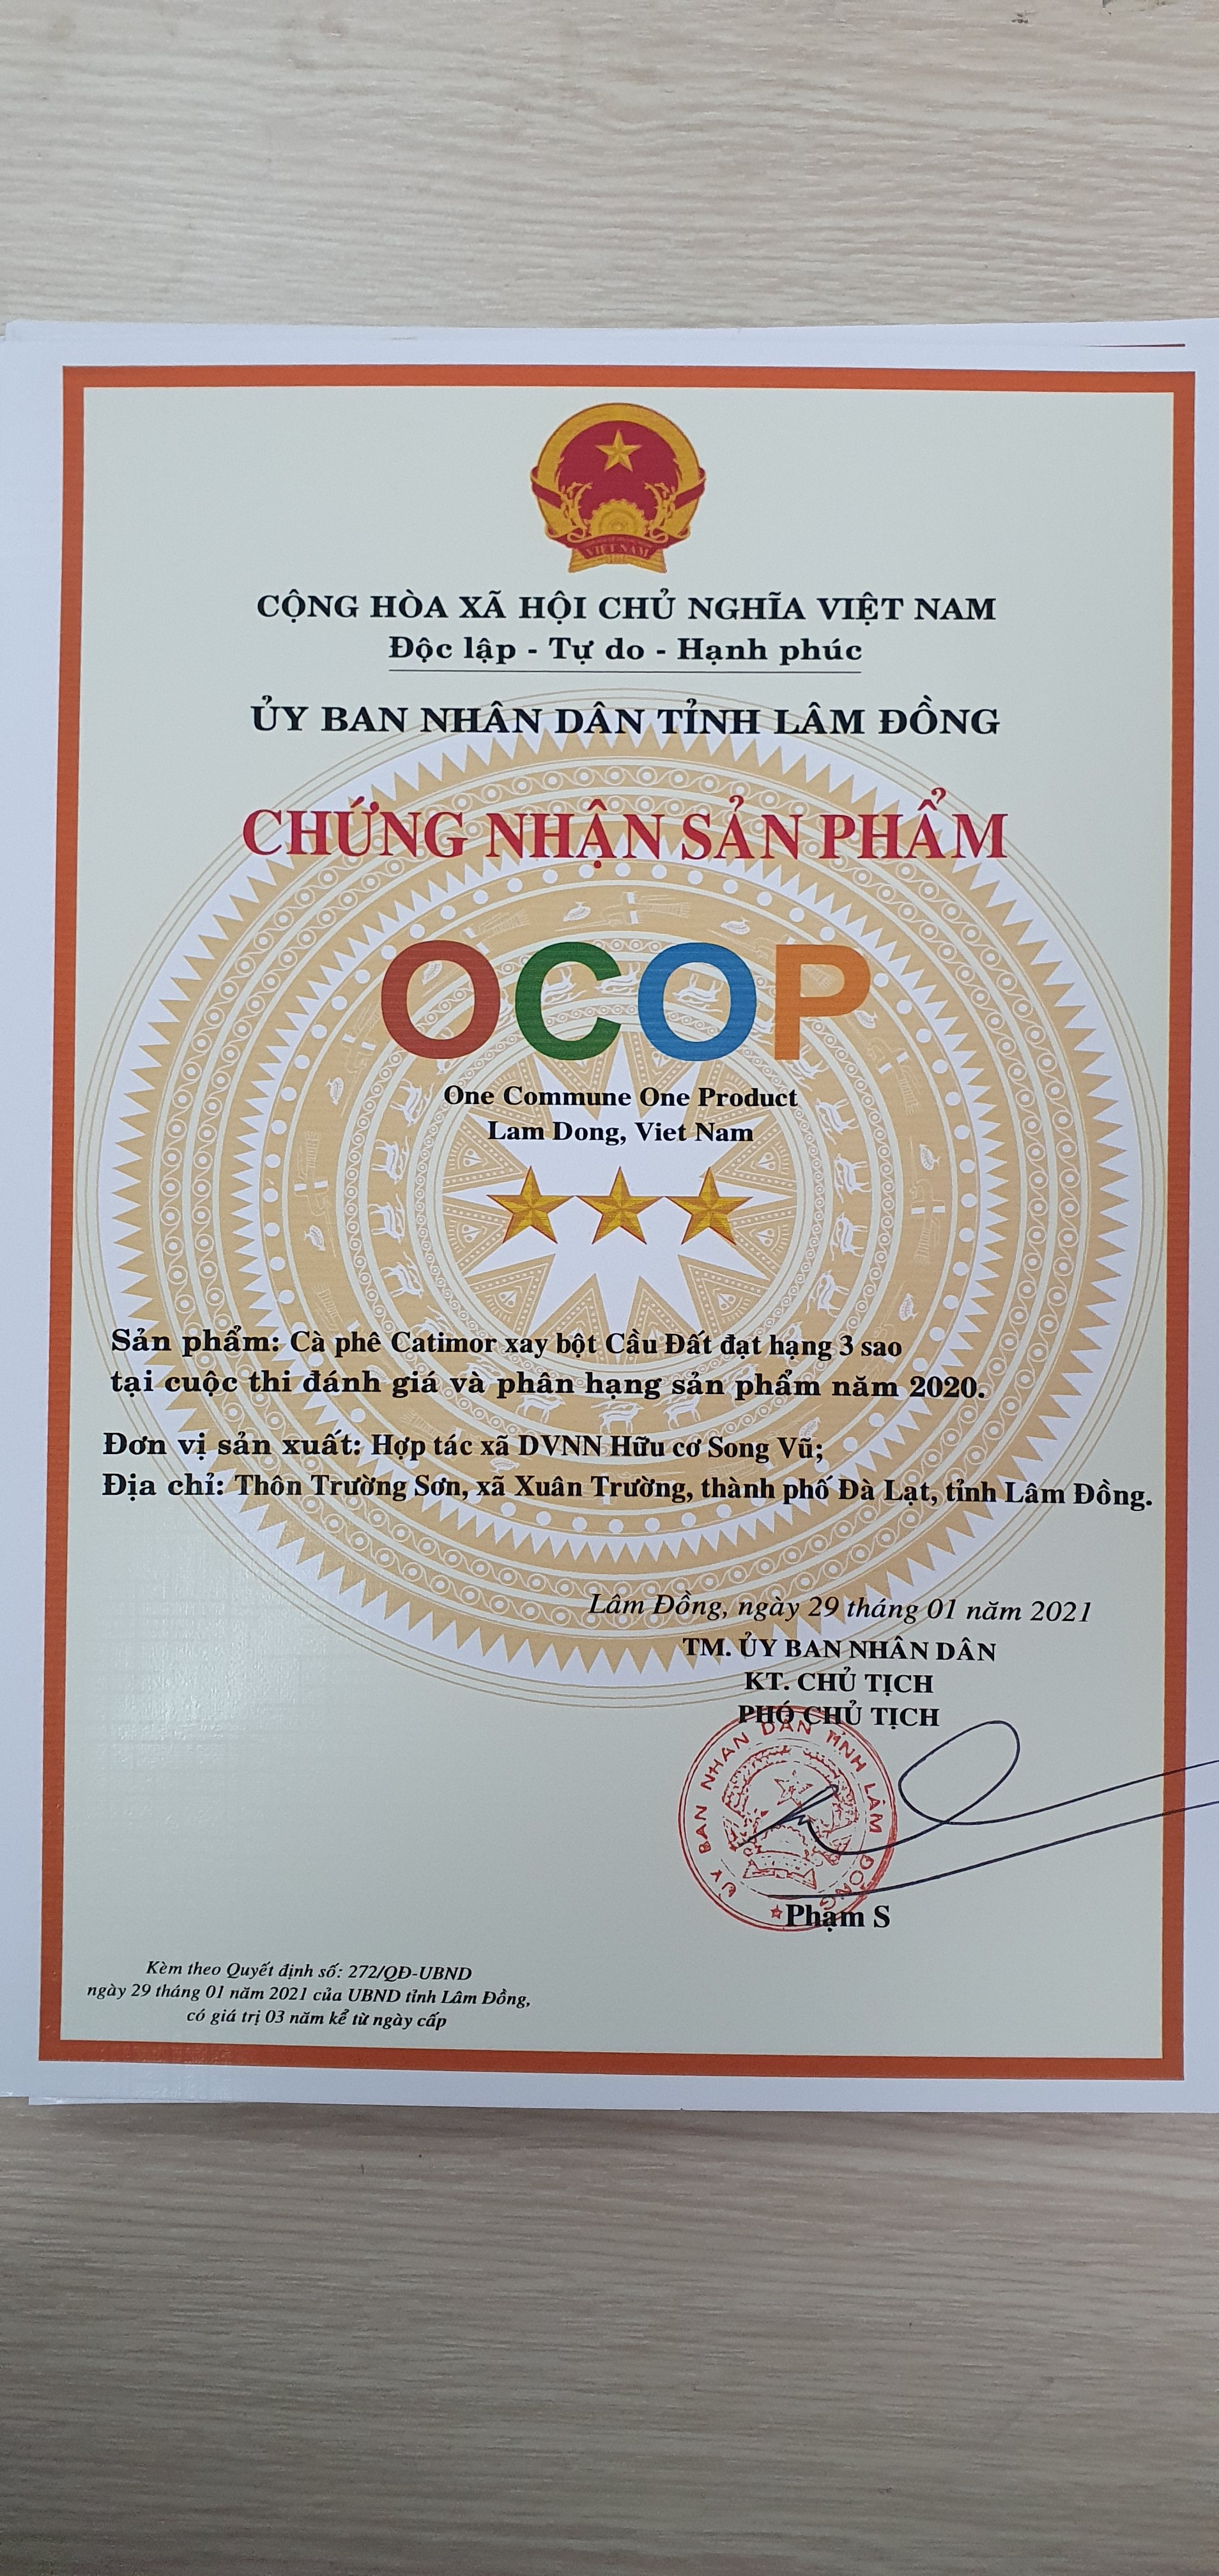 VIỆT NAM
CỘNG HÒA XÃ HỘI CHỦ NGHĨA VIỆT NAM
Độc lập - Tự do - Hạnh phúc
ỦY BAN NHÂN DÂN TỈNH LÂM ĐỒNG
CHỨNG NHẬN SẢN PHẨM
OCOP
One Commune One Product
Lam Dong, Viet Nam
Sản phẩm: Cà phê Catimor xay bột Cầu Đất đạt hạng 3 sao
tại cuộc thi đánh giá và phân hạng sản phẩm năm 2020.
Đơn vị sản xuất: Hợp tác xã DVNN Hữu cơ Song Vũ;
Địa chỉ: Thôn Trường Sơn, xã Xuân Trường, thành phố Đà Lạt, tỉnh Lâm Đồng.
Lâm Đồng, ngày 29 tháng 01 năm 2021
TM. ỦY BAN NHÂN DÂN
KT. CHỦ TỊCH
PHÓ CHỦ TỊCH
ỦY BAN NHÂN DÂN TỈNH LÂM ĐỒNG
Phạm S
Kèm theo Quyết định số: 272/QĐ-UBND
ngày 29 tháng 01 năm 2021 của UBND tỉnh Lâm Đồng,
có giá trị 03 năm kể từ ngày cấp